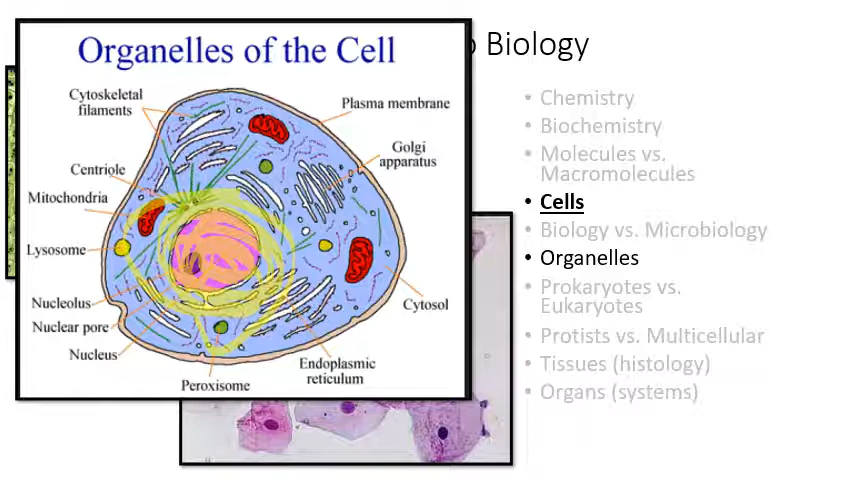 Organelles of the Cell
Cytoskeletal
filaments
Plasma membrane
Golgi
apparatus
Centriole
Mitochondria
Lysosome
Nucleolus
Nuclear pore
Nucleus
Peroxisome
Endoplasmic
reticulum
Cytosol
Biology
• Chemistry
• Biochemistry
• Molecules vs.
Macromolecules
• Cells
• Biology vs. Microbiology
• Organelles
• Prokaryotes vs.
Eukaryotes
• Protists vs. Multicellular
• Tissues (histology)
• Organs (systems)